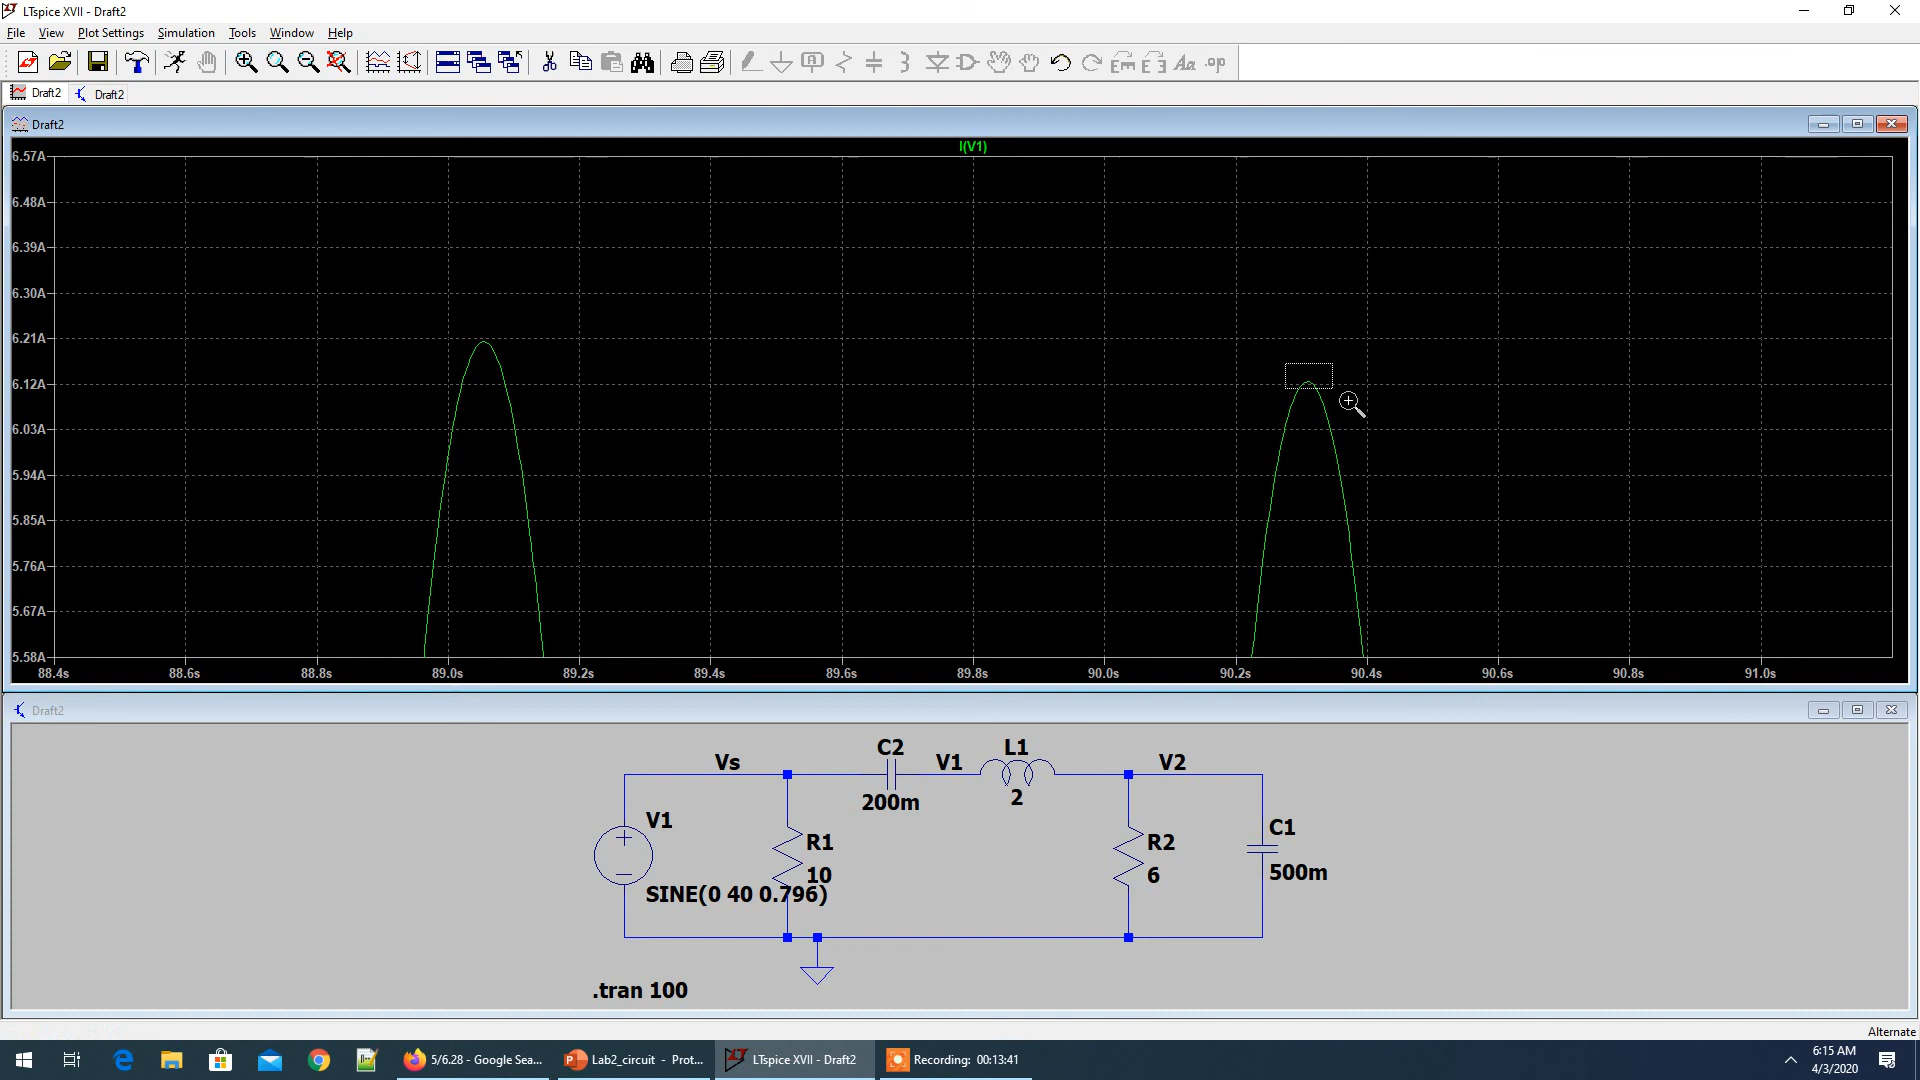 LTspice XVII - Draft2
File View Plot Settings Simulation Tools Window Help
Draft2 Draft2
Draft2
I(V1)
6.57A
6.48A
6.39A
6.30A
6.21A
6.12A
6.03A
5.94A
5.85A
5.76A
5.67A
5.58A
88.4s 88.6s 88.8s 89.0s 89.2s 89.4s 89.6s 89.8s 90.0s 90.2s 90.4s 90.6s 90.8s 91.0s
Draft2
Vs C2 V1 L1 V2
200m 2
V1 R1 R2 C1
10 6 500m
SINE(0 40 0.796)
.tran 100
Alternate
5/6.28 - Google Sea... Lab2_circuit - Prot... LTspice XVII - Draft2 Recording: 00:13:41 6:15 AM
4/3/2020